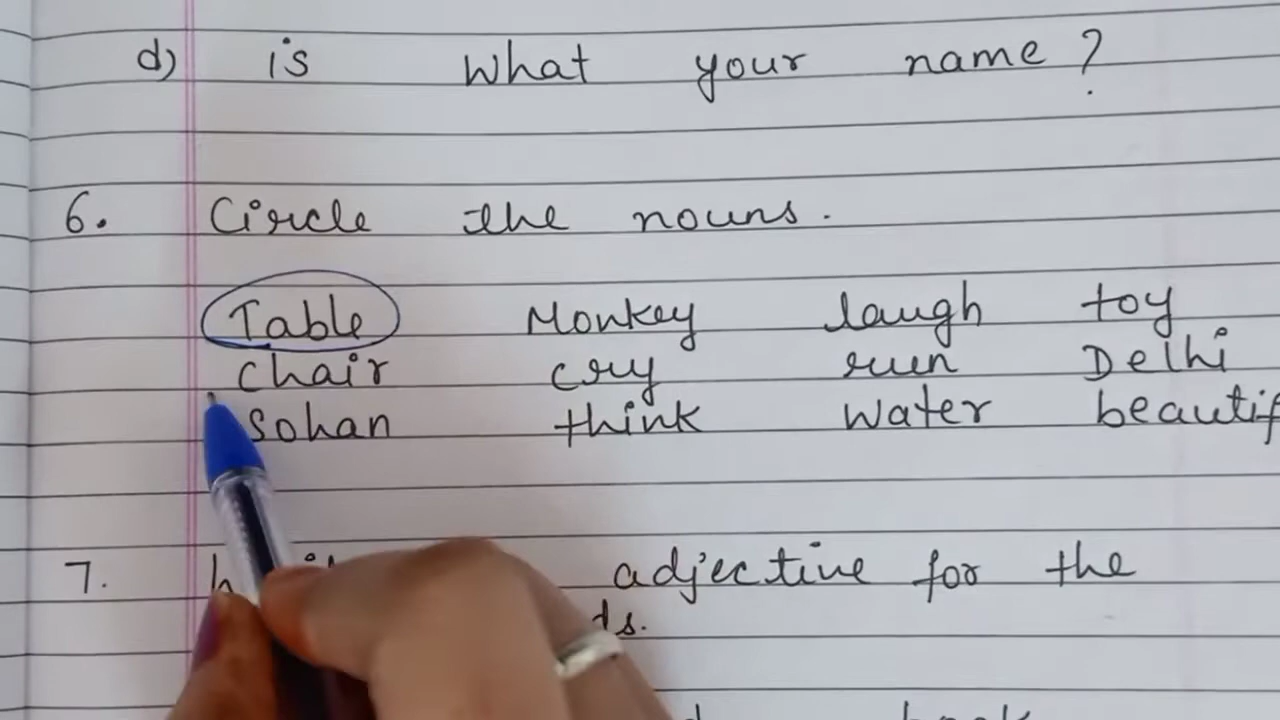 d) is What your name ?
6. Circle the nouns.
Table Monkey laugh toy
Chair cry run Delhi
Sohan think Water
7. adjective for the